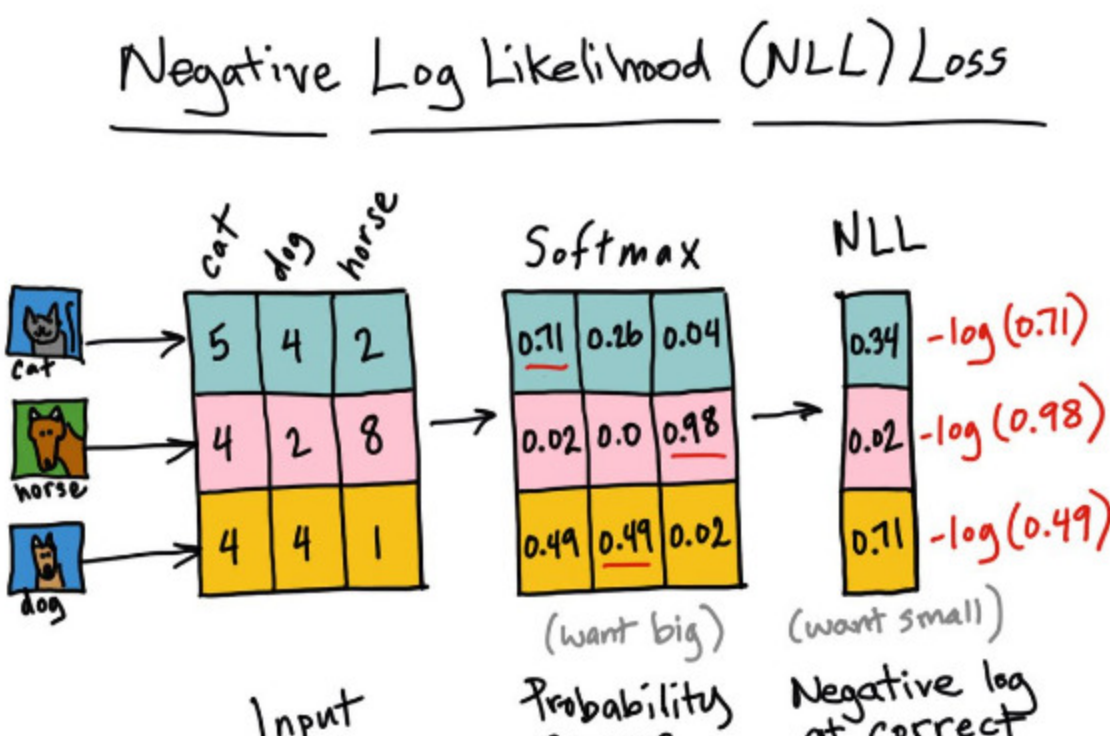 Negative Log Likelihood (NLL) Loss
cat dog horse
Softmax
NLL
cat
5 4 2
0.71 0.26 0.04
0.34
-log(0.71)
horse
4 2 8
0.02 0.0 0.98
0.02
-log(0.98)
dog
4 4 1
0.49 0.49 0.02
0.71
-log(0.49)
(want big)
(want small)
Input
Probability
Negative log
at correct